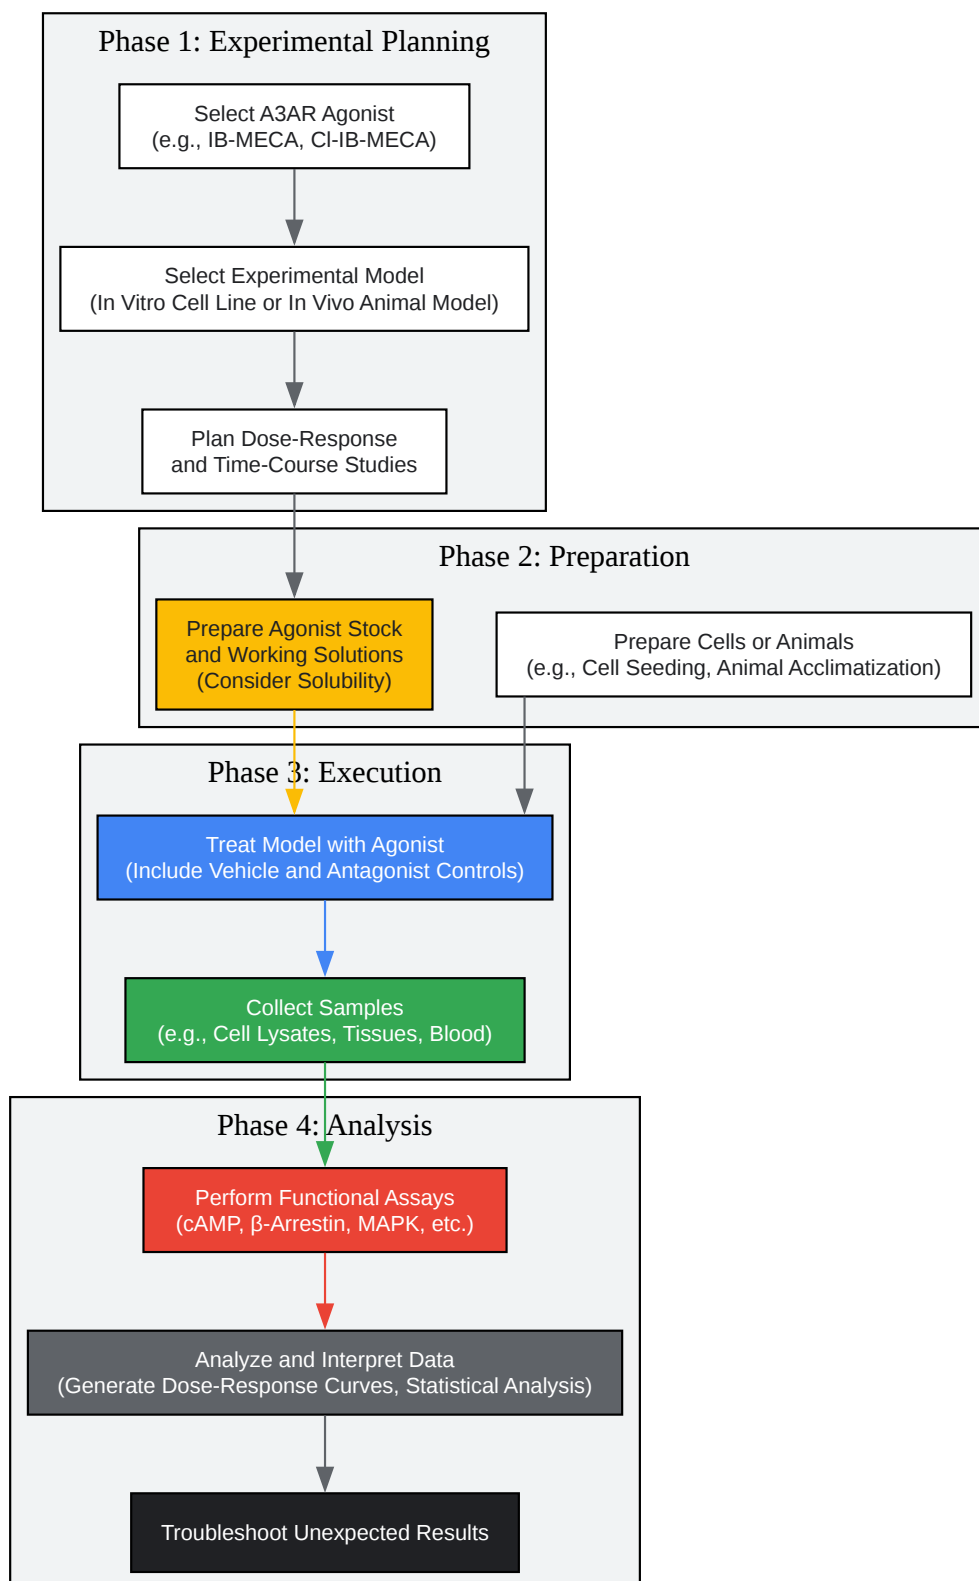 Phase 1: Experimental Planning
Select A3AR Agonist
(e.g., IB-MECA, Cl-IB-MECA)
Select Experimental Model
(In Vitro Cell Line or In Vivo Animal Model)
Plan Dose-Response
and Time-Course Studies
Phase 2: Preparation
Prepare Agonist Stock
and Working Solutions
(Consider Solubility)
Prepare Cells or Animals
(e.g., Cell Seeding, Animal Acclimatization)
Phase 3: Execution
Treat Model with Agonist
(Include Vehicle and Antagonist Controls)
Collect Samples
(e.g., Cell Lysates, Tissues, Blood)
Phase 4: Analysis
Perform Functional Assays
(cAMP, β-Arrestin, MAPK, etc.)
Analyze and Interpret Data
(Generate Dose-Response Curves, Statistical Analysis)
Troubleshoot Unexpected Results